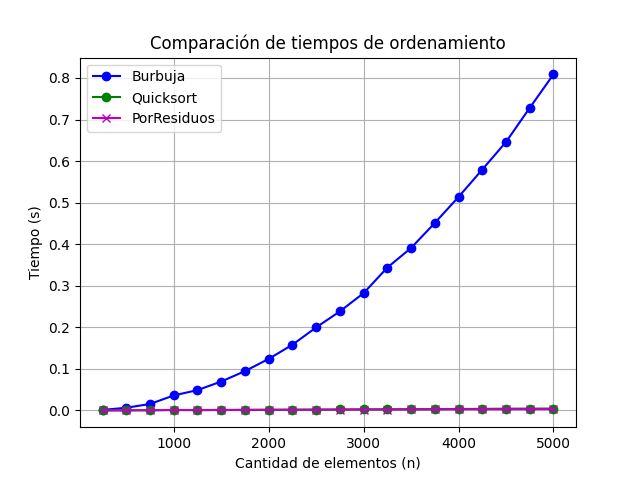 Comparación de tiempos de ordenamiento
Burbuja
Quicksort
PorResiduos
Tiempo (s)
0.8
0.7
0.6
0.5
0.4
0.3
0.2
0.1
0.0
1000 2000 3000 4000 5000
Cantidad de elementos (n)